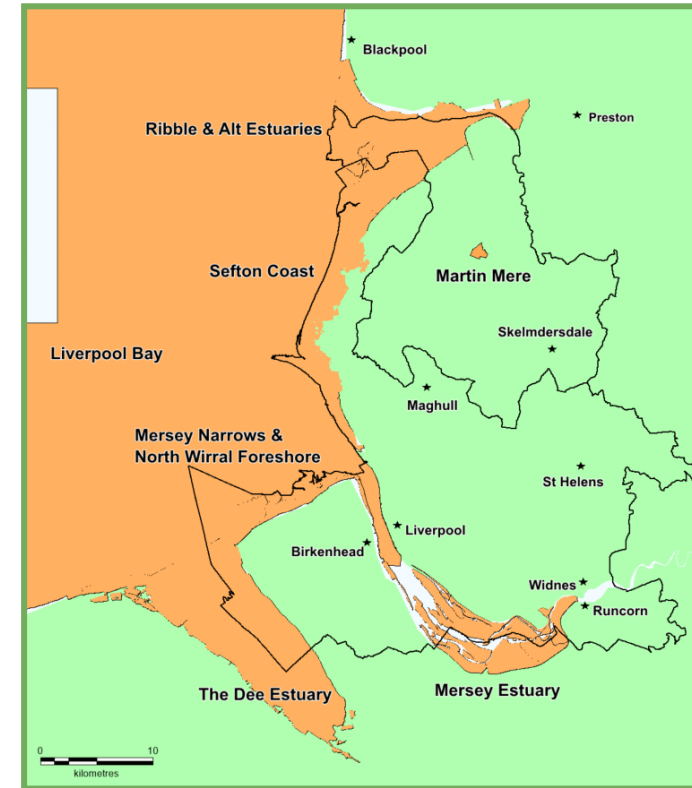 Blackpool
Preston
Ribble & Alt Estuaries
Sefton Coast
Martin Mere
Skelmdersdale
Liverpool Bay
Maghull
Mersey Narrows &
North Wirral Foreshore
St Helens
Liverpool
Birkenhead
Widnes
Runcorn
The Dee Estuary
Mersey Estuary
0 10
kilometres